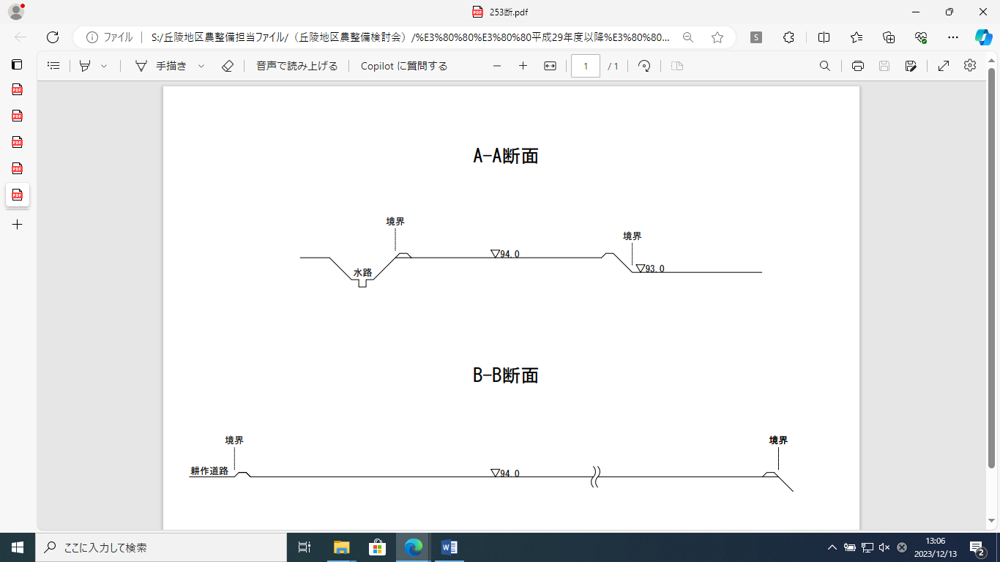 253断.pdf
ファイル
S:/丘陵地区農整備担当ファイル/（丘陵地区農整備検討会）/%E3%80%80%E3%80%80平成29年度以降%E3%80%80...
S
手描き
音声で読み上げる
Copilot に質問する
1
/ 1
A-A断面
境界
境界
▽94.0
水路
▽93.0
B-B断面
境界
境界
耕作道路
▽94.0
ここに入力して検索
13:06
2023/12/13
2